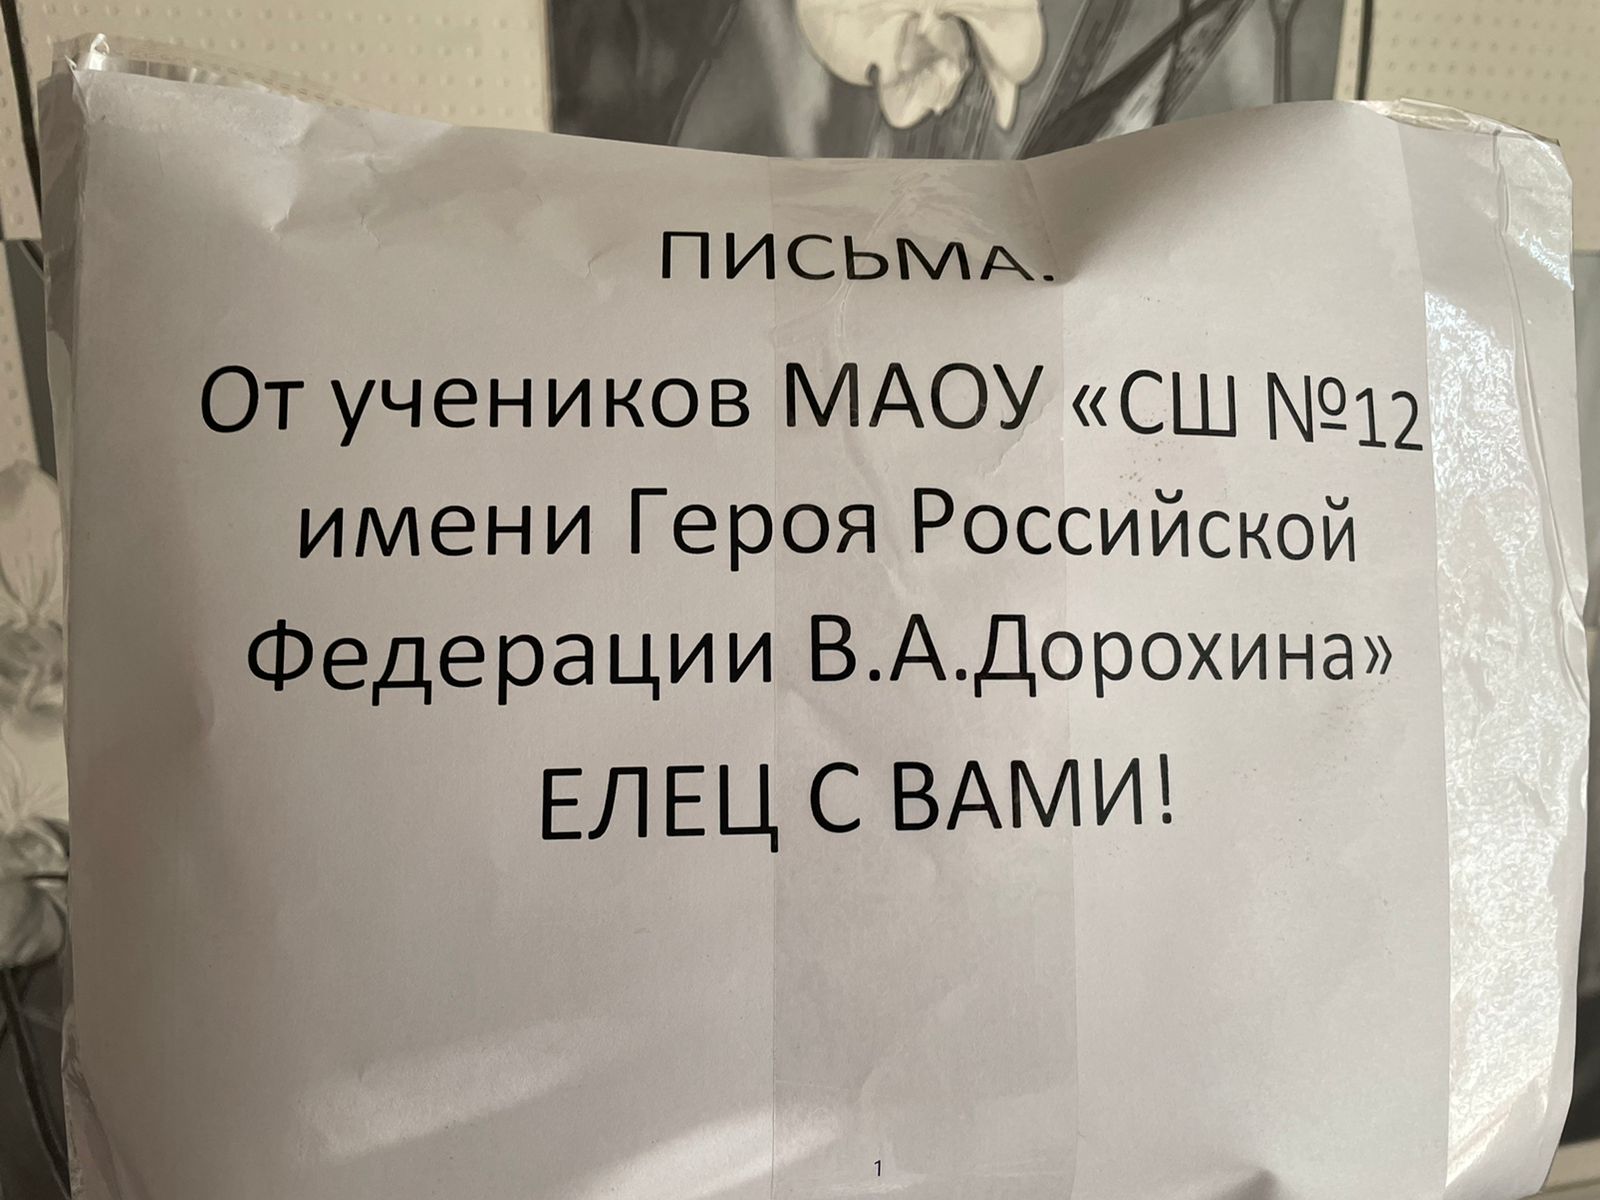 ПИСЬМА.
От учеников МАОУ «СШ №12
имени Героя Российской
Федерации В.А.Дорохина»
ЕЛЕЦ С ВАМИ!
1